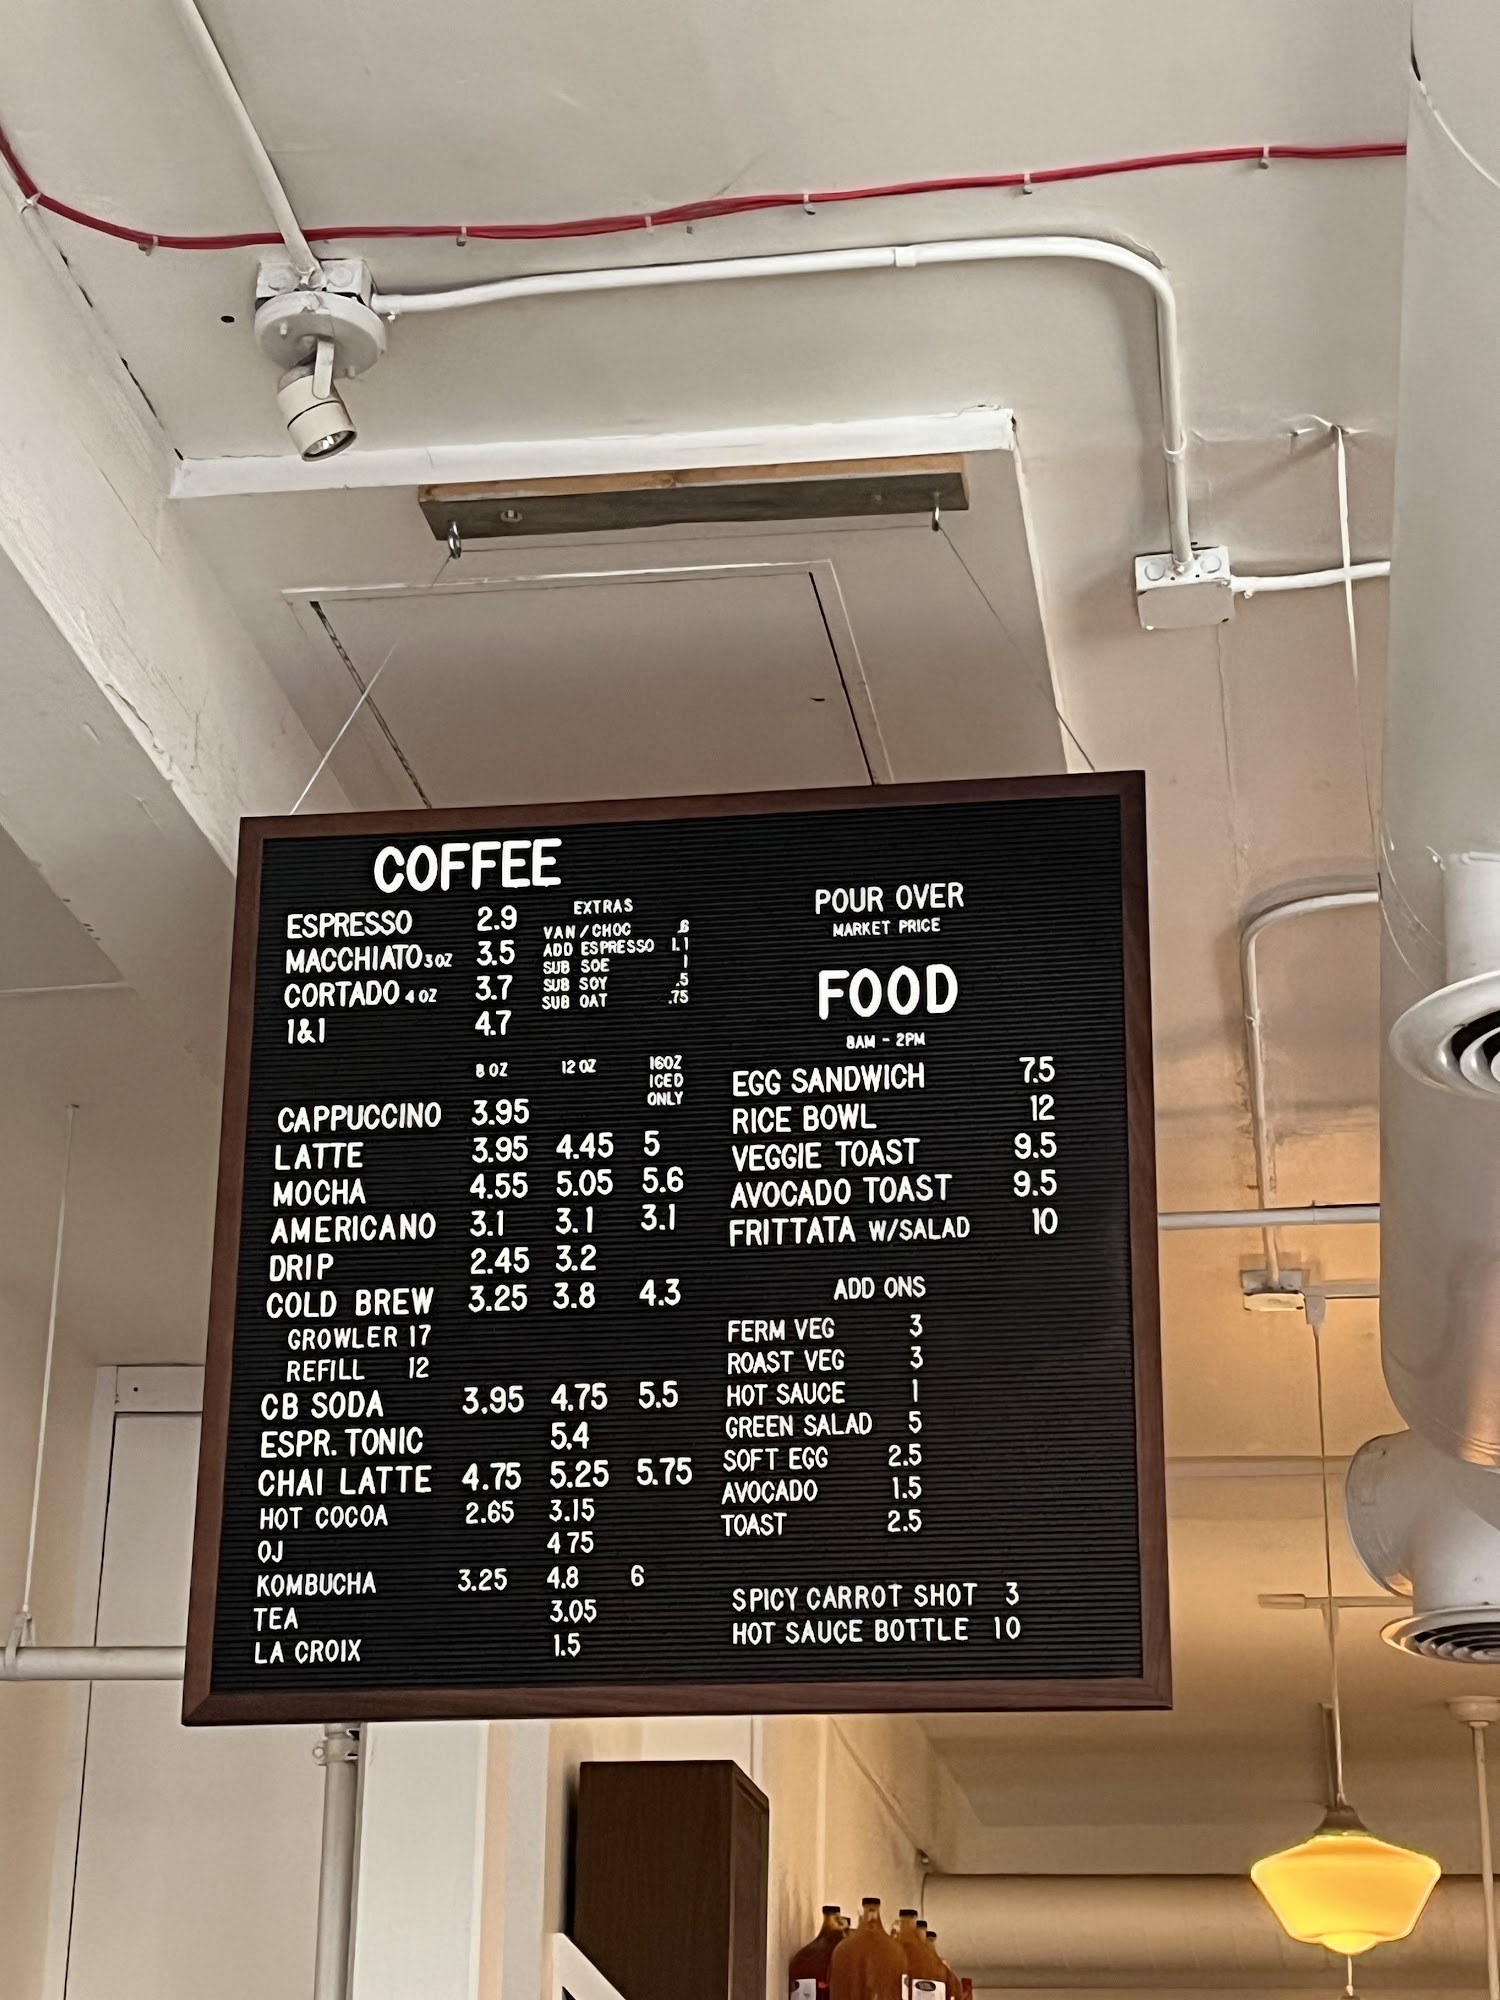 COFFEE
ESPRESSO 2.9
MACCHIATO 3 OZ 3.5
CORTADO 4 OZ 3.7
1&1 4.7
EXTRAS
VAN/CHOC .6
ADD ESPRESSO 1.1
SUB SOE 1
SUB SOY .5
SUB OAT .75
8 OZ 12 OZ 16OZ
ICED
ONLY
CAPPUCCINO 3.95
LATTE 3.95 4.45 5
MOCHA 4.55 5.05 5.6
AMERICANO 3.1 3.1 3.1
DRIP 2.45 3.2
COLD BREW 3.25 3.8 4.3
GROWLER 17
REFILL 12
CB SODA 3.95 4.75 5.5
ESPR. TONIC 5.4
CHAI LATTE 4.75 5.25 5.75
HOT COCOA 2.65 3.15
OJ 4 75
KOMBUCHA 3.25 4.8 6
TEA 3.05
LA CROIX 1.5
POUR OVER
MARKET PRICE
FOOD
8AM - 2PM
EGG SANDWICH 7.5
RICE BOWL 12
VEGGIE TOAST 9.5
AVOCADO TOAST 9.5
FRITTATA W/SALAD 10
ADD ONS
FERM VEG 3
ROAST VEG 3
HOT SAUCE 1
GREEN SALAD 5
SOFT EGG 2.5
AVOCADO 1.5
TOAST 2.5
SPICY CARROT SHOT 3
HOT SAUCE BOTTLE 10